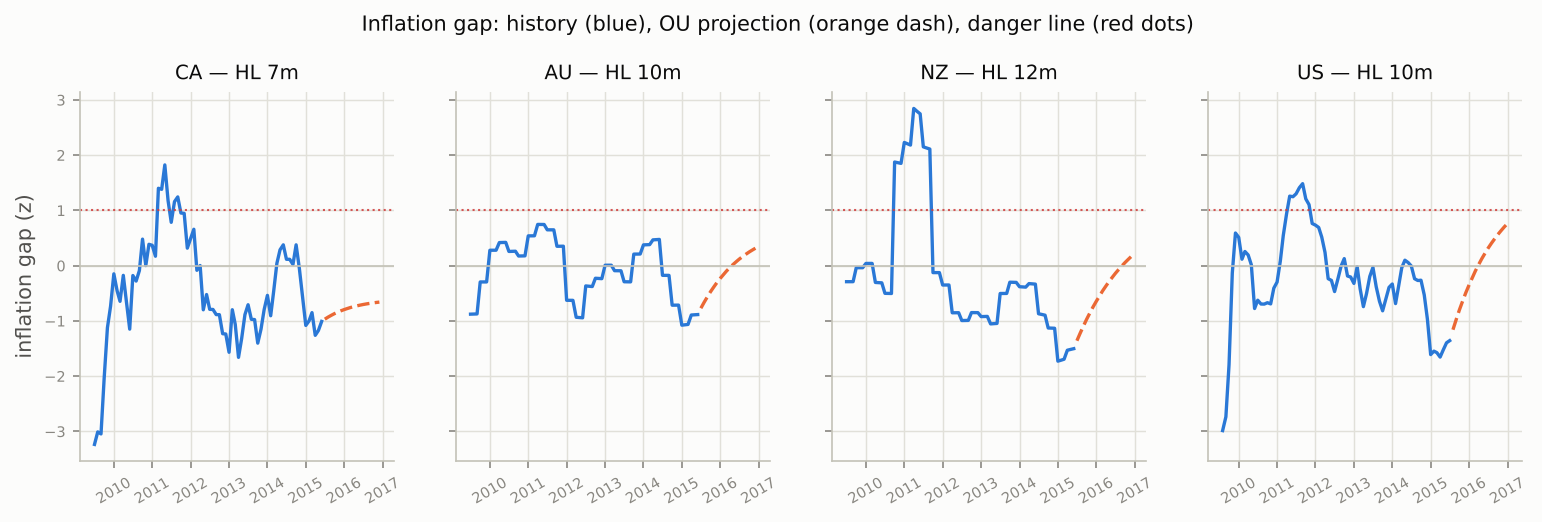 Inflation gap: history (blue), OU projection (orange dash), danger line (red dots)
CA — HL 7m
AU — HL 10m
NZ — HL 12m
US — HL 10m
inflation gap (z)
3
2
1
0
−1
−2
−3
2010 2011 2012 2013 2014 2015 2016 2017
2010 2011 2012 2013 2014 2015 2016 2017
2010 2011 2012 2013 2014 2015 2016 2017
2010 2011 2012 2013 2014 2015 2016 2017